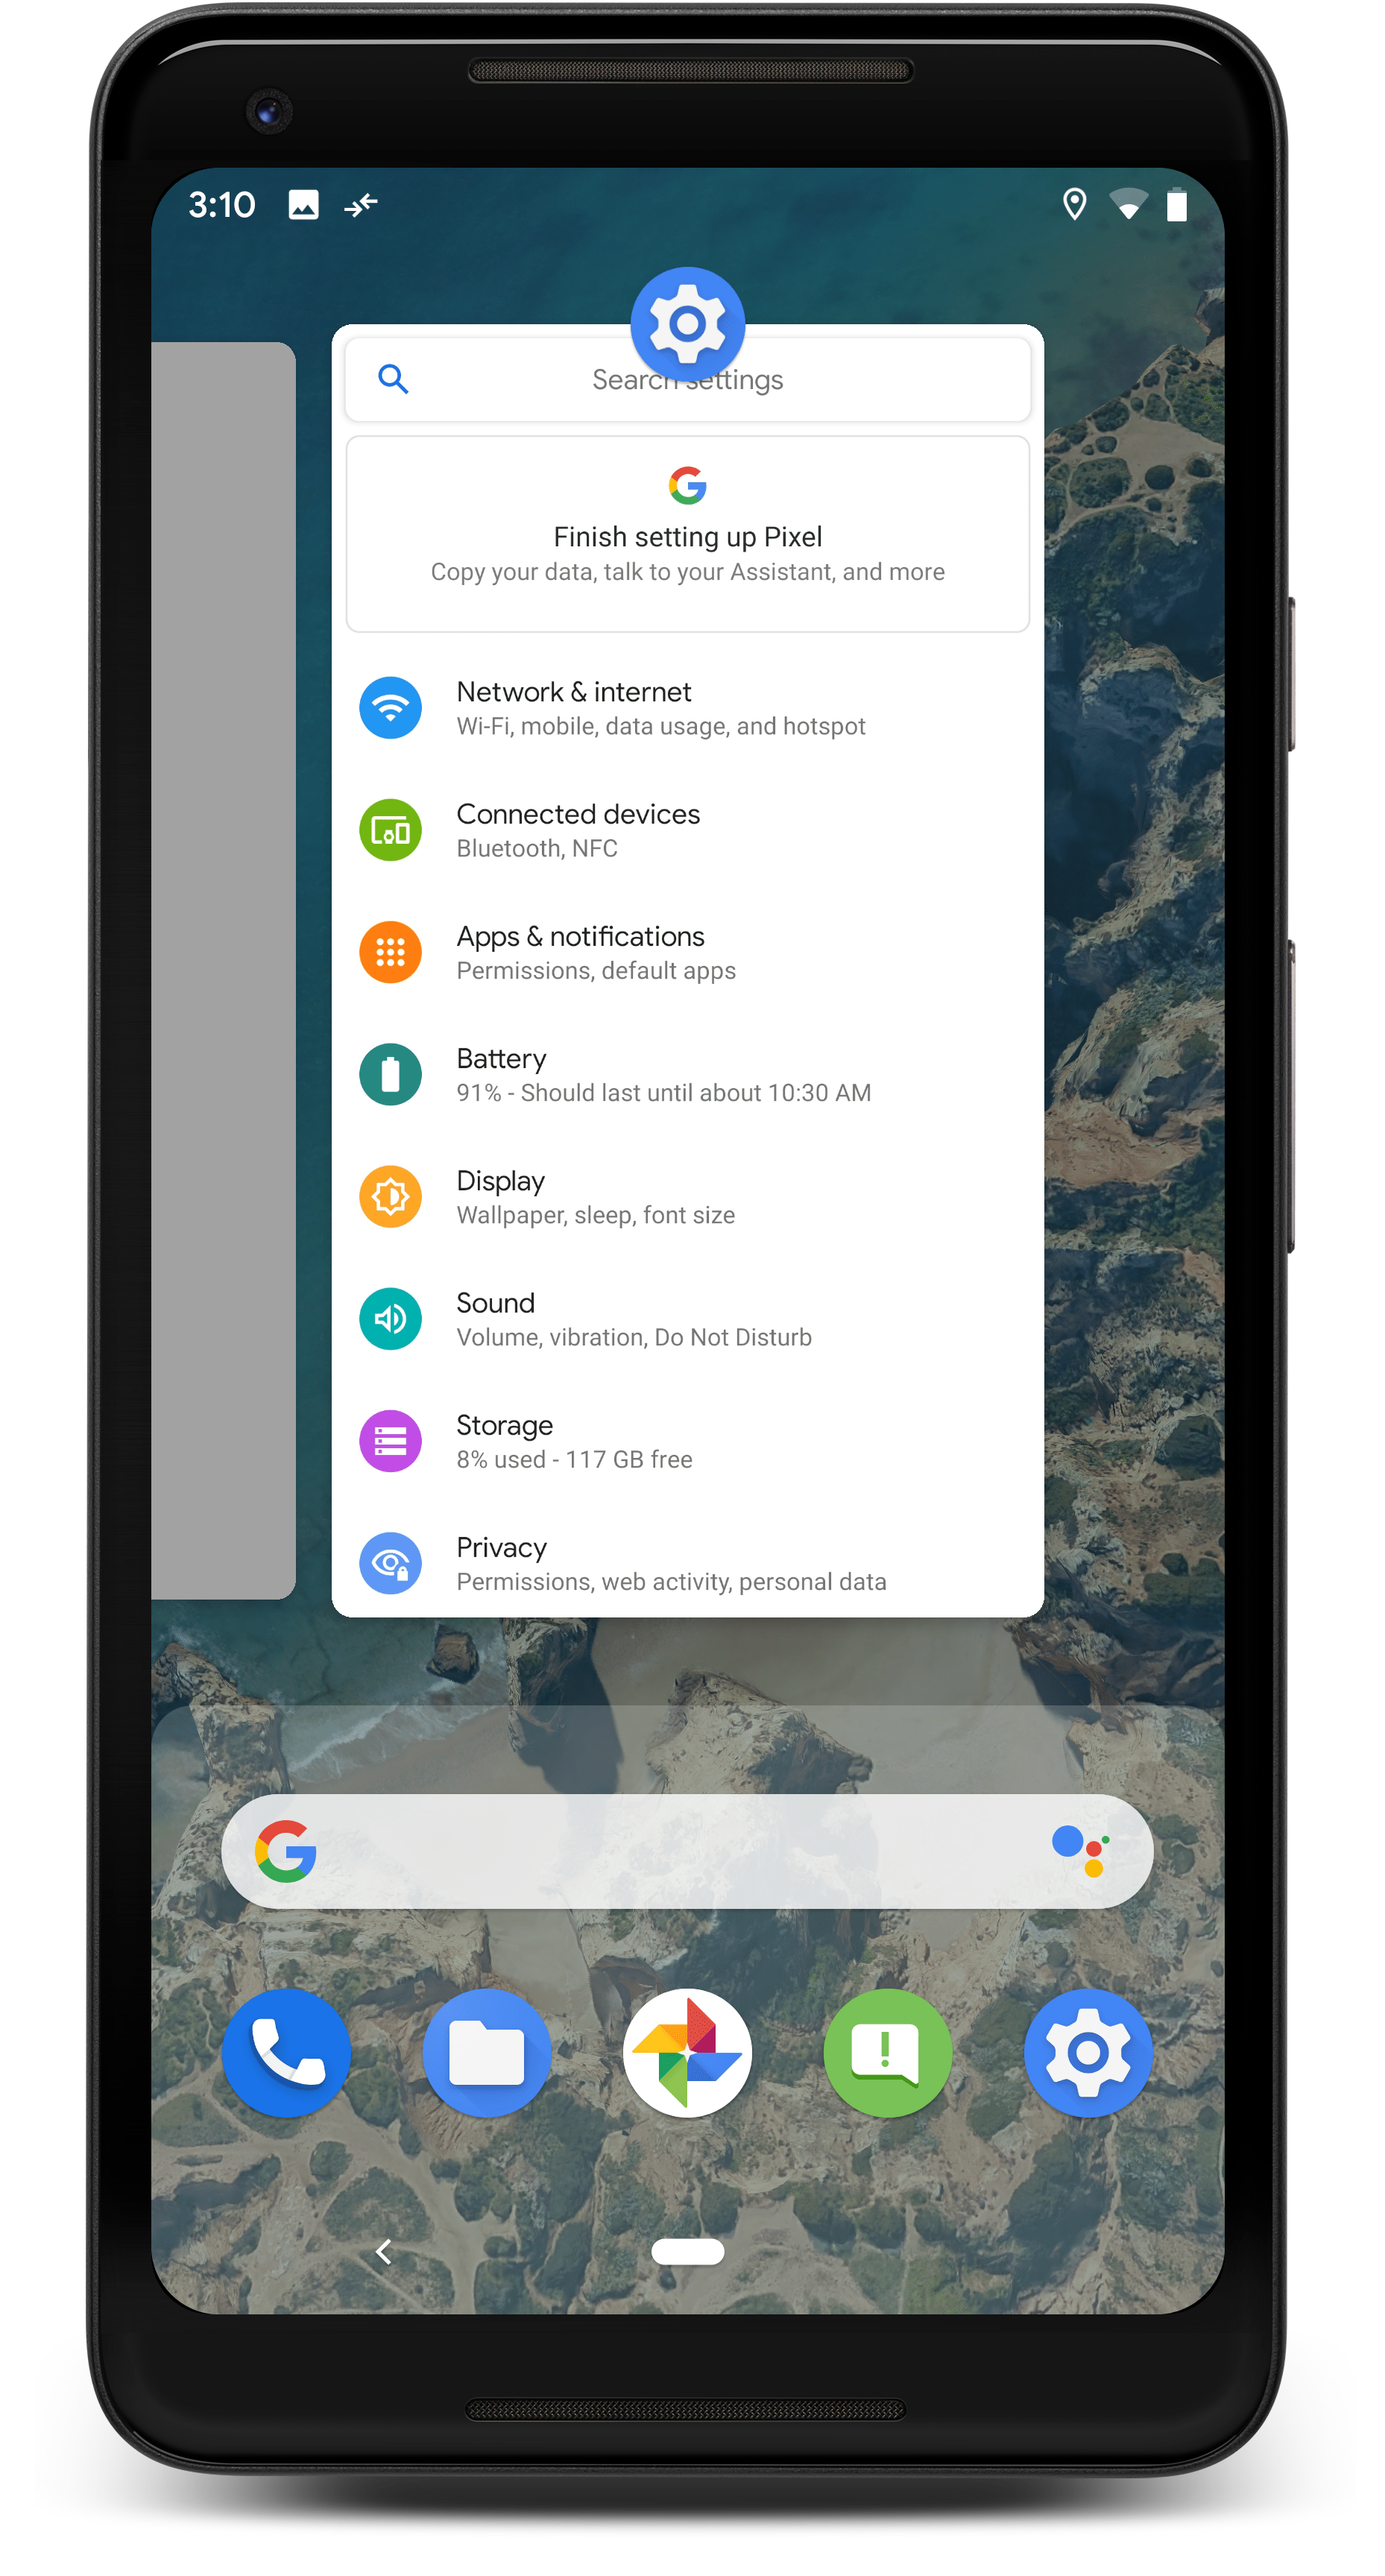 3:10
Search settings
Finish setting up Pixel
Copy your data, talk to your Assistant, and more
Network & internet
Wi-Fi, mobile, data usage, and hotspot
Connected devices
Bluetooth, NFC
Apps & notifications
Permissions, default apps
Battery
91% - Should last until about 10:30 AM
Display
Wallpaper, sleep, font size
Sound
Volume, vibration, Do Not Disturb
Storage
8% used - 117 GB free
Privacy
Permissions, web activity, personal data